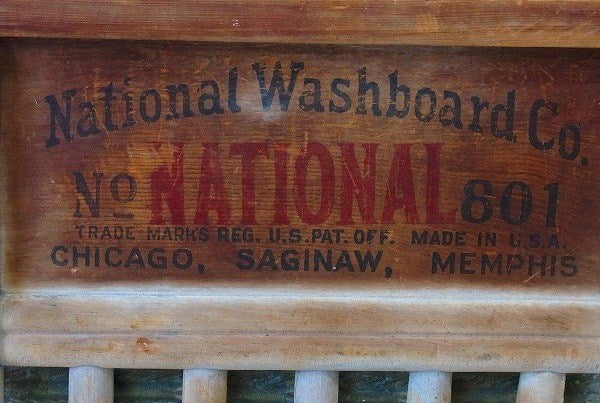 National Washboard Co.
No NATIONAL 801
TRADE MARKS REG. U.S. PAT. OFF. MADE IN U.S.A.
CHICAGO, SAGINAW, MEMPHIS